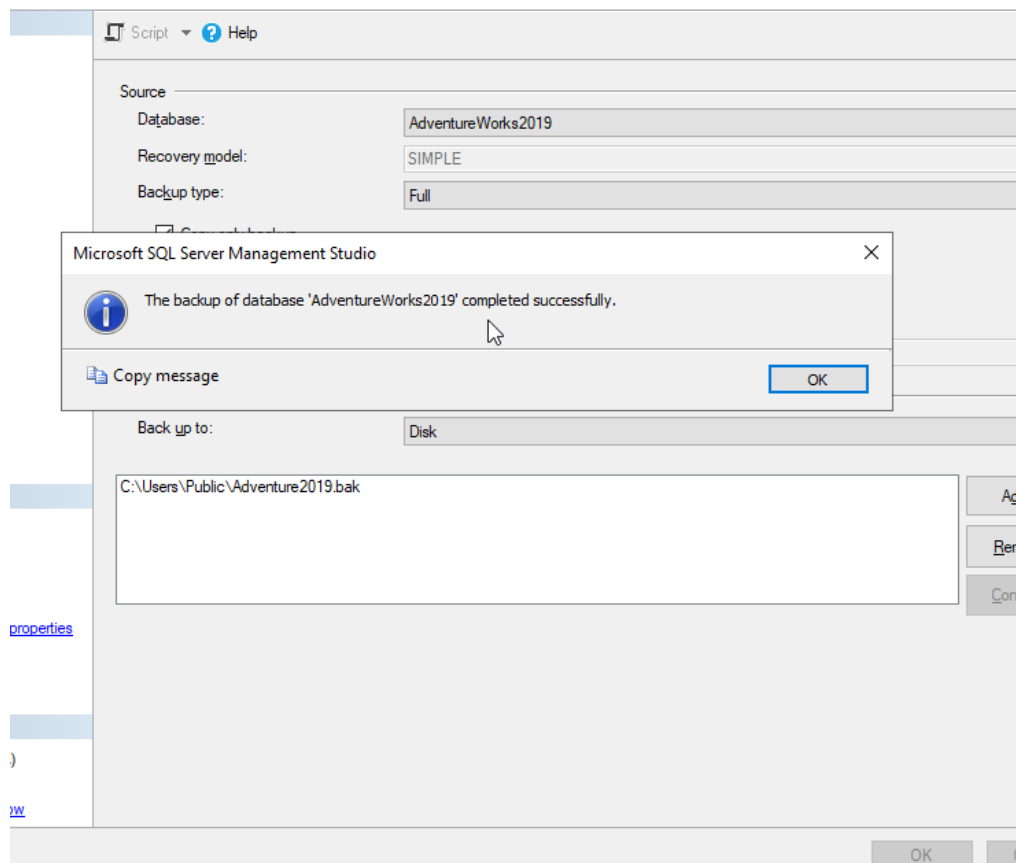 Script Help
Source
Database: AdventureWorks2019
Recovery model: SIMPLE
Backup type: Full
Microsoft SQL Server Management Studio
The backup of database 'AdventureWorks2019' completed successfully.
Copy message OK
Back up to: Disk
C:\Users\Public\Adventure2019.bak
properties
OK